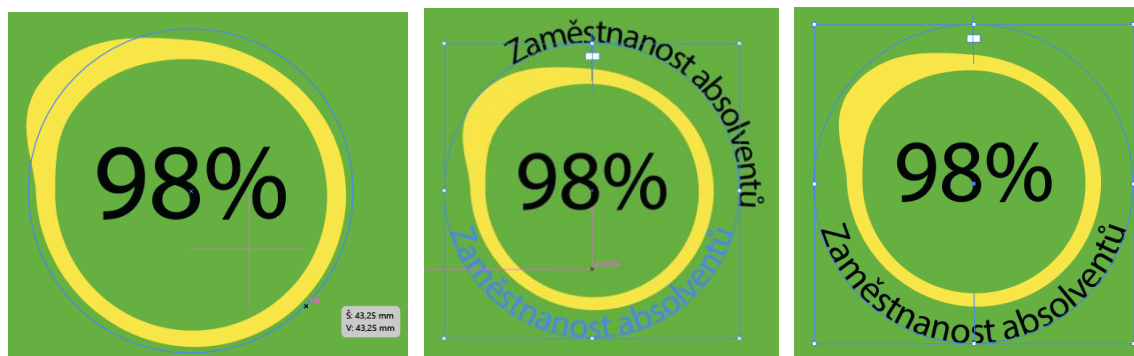 98%
Š: 43,25 mm
V: 43,25 mm
Zaměstnanost absolventů
98%
Zaměstnanost absolventů
98%
Zaměstnanost absolventů